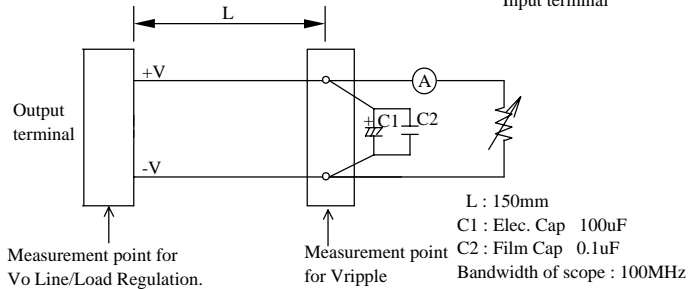 Input terminal
L
+V
A
Output
terminal
+ C1 C2
-V
L : 150mm
C1 : Elec. Cap 100uF
C2 : Film Cap 0.1uF
Bandwidth of scope : 100MHz
Measurement point for
Vo Line/Load Regulation.
Measurement point
for Vripple